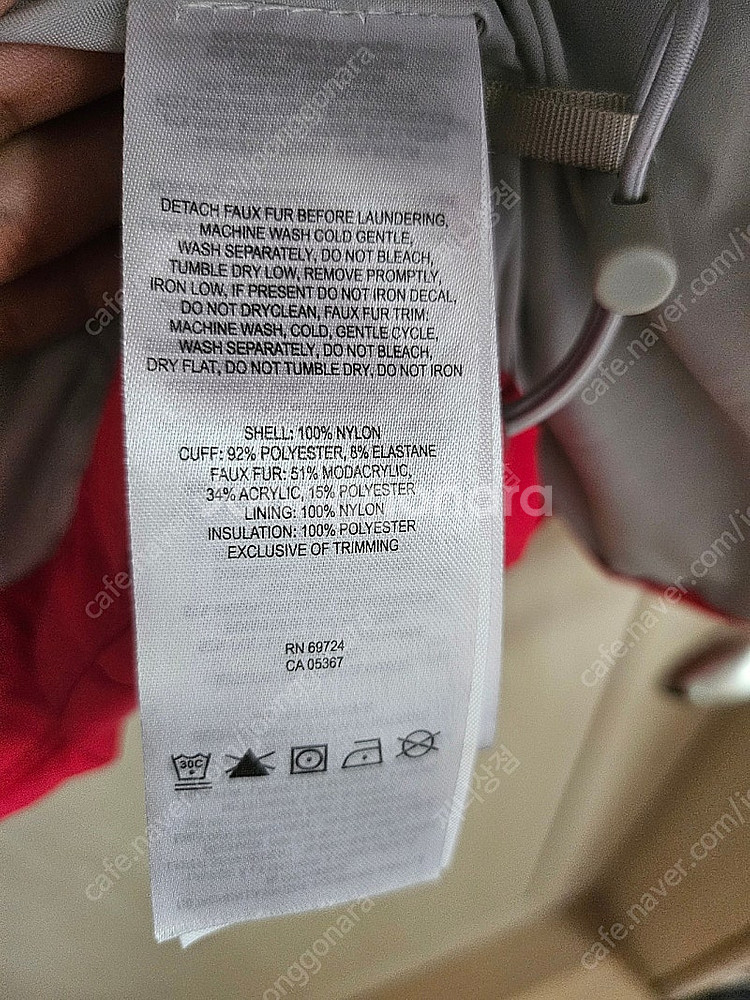 DETACH FAUX FUR BEFORE LAUNDERING,
MACHINE WASH COLD GENTLE,
WASH SEPARATELY, DO NOT BLEACH,
TUMBLE DRY LOW, REMOVE PROMPTLY,
IRON LOW, IF PRESENT DO NOT IRON DECAL,
DO NOT DRYCLEAN, FAUX FUR TRIM:
MACHINE WASH, COLD, GENTLE CYCLE,
WASH SEPARATELY, DO NOT BLEACH,
DRY FLAT, DO NOT TUMBLE DRY, DO NOT IRON
SHELL: 100% NYLON
CUFF: 92% POLYESTER, 8% ELASTANE
FAUX FUR: 51% MODACRYLIC,
34% ACRYLIC, 15% POLYESTER
LINING: 100% NYLON
INSULATION: 100% POLYESTER
EXCLUSIVE OF TRIMMING
RN 69724
CA 05367
30C